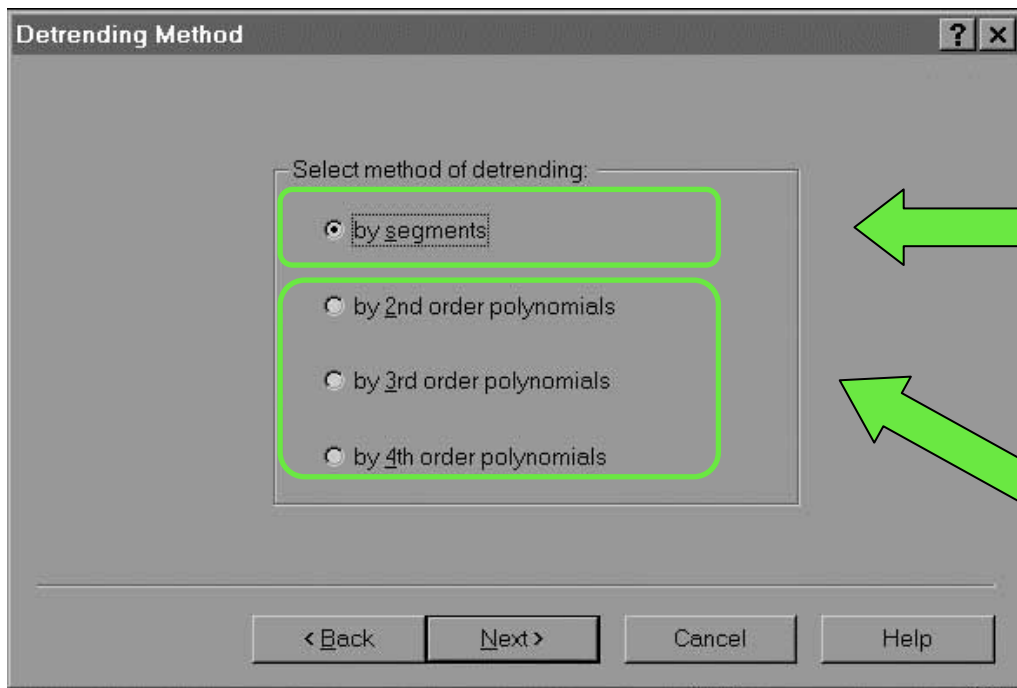 Detrending Method
Select method of detrending:
by segments
by 2nd order polynomials
by 3rd order polynomials
by 4th order polynomials
< Back
Next >
Cancel
Help